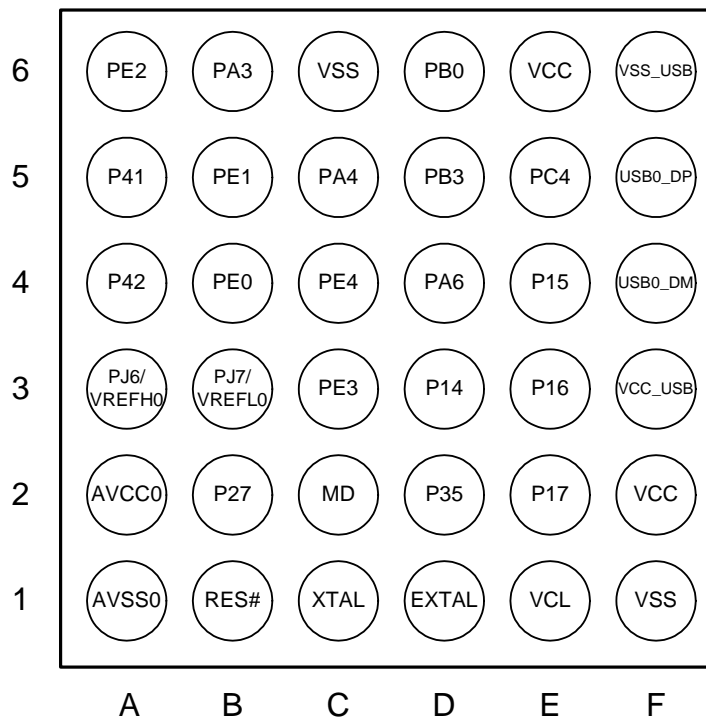 6 PE2 PA3 VSS PB0 VCC VSS_USB
5 P41 PE1 PA4 PB3 PC4 USB0_DP
4 P42 PE0 PE4 PA6 P15 USB0_DM
3 PJ6/VREFH0 PJ7/VREFL0 PE3 P14 P16 VCC_USB
2 AVCC0 P27 MD P35 P17 VCC
1 AVSS0 RES# XTAL EXTAL VCL VSS
A B C D E F